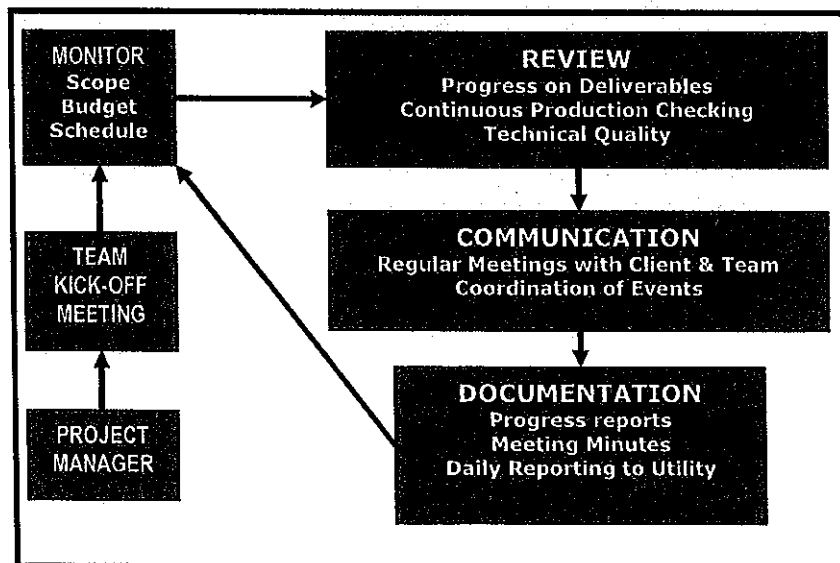 MONITOR
Scope
Budget
Schedule
REVIEW
Progress on Deliverables
Continuous Production Checking
Technical Quality
TEAM
KICK-OFF
MEETING
COMMUNICATION
Regular Meetings with Client & Team
Coordination of Events
PROJECT
MANAGER
DOCUMENTATION
Progress reports
Meeting Minutes
Daily Reporting to Utility